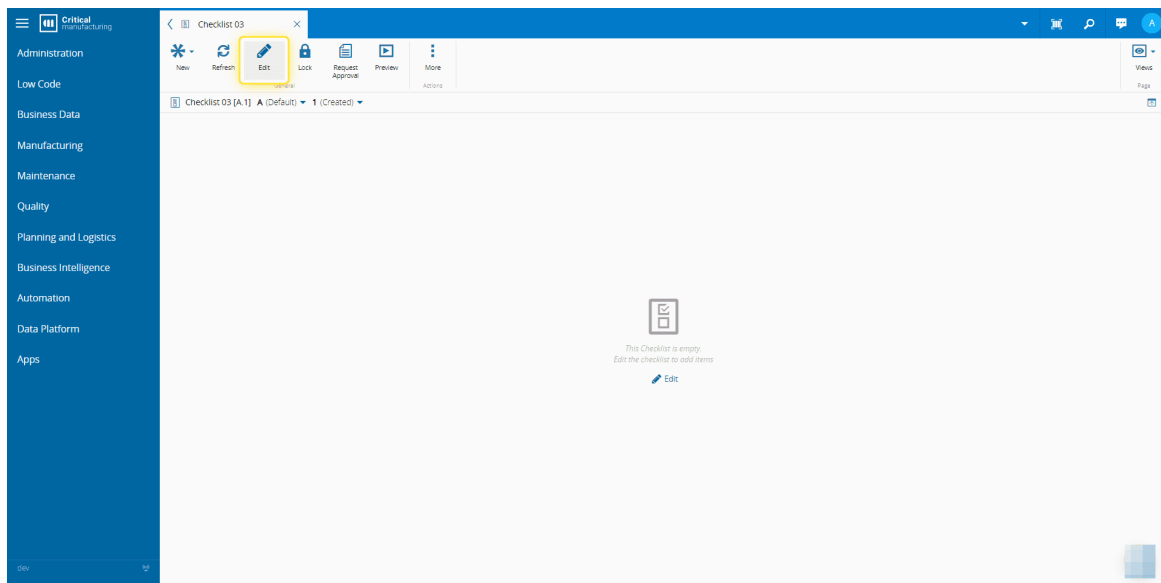 Critical
manufacturing
Checklist 03
A
Administration
Low Code
Business Data
Manufacturing
Maintenance
Quality
Planning and Logistics
Business Intelligence
Automation
Data Platform
Apps
dev
New
Refresh
Edit
Lock
Request
Approval
Preview
More
Views
General
Actions
Page
Checklist 03 [A.1] A (Default) 1 (Created)
This Checklist is empty.
Edit the checklist to add items
Edit